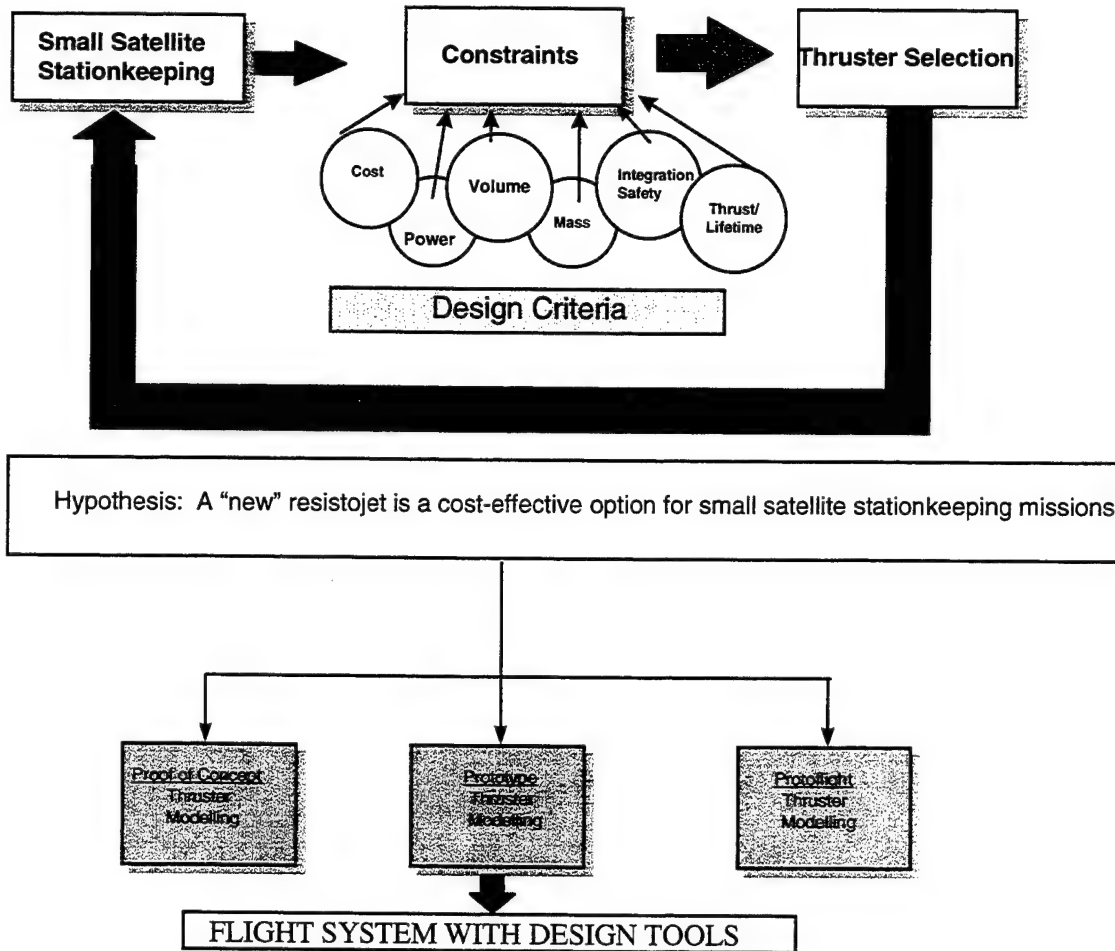 Small Satellite
Stationkeeping
Constraints
Thruster Selection
Cost
Power
Volume
Mass
Integration
Safety
Thrust/
Lifetime
Design Criteria
Hypothesis: A "new" resistojet is a cost-effective option for small satellite stationkeeping missions
Proof of Concept
Thruster
Modelling
Prototype
Thruster
Modelling
Protoflight
Thruster
Modelling
FLIGHT SYSTEM WITH DESIGN TOOLS